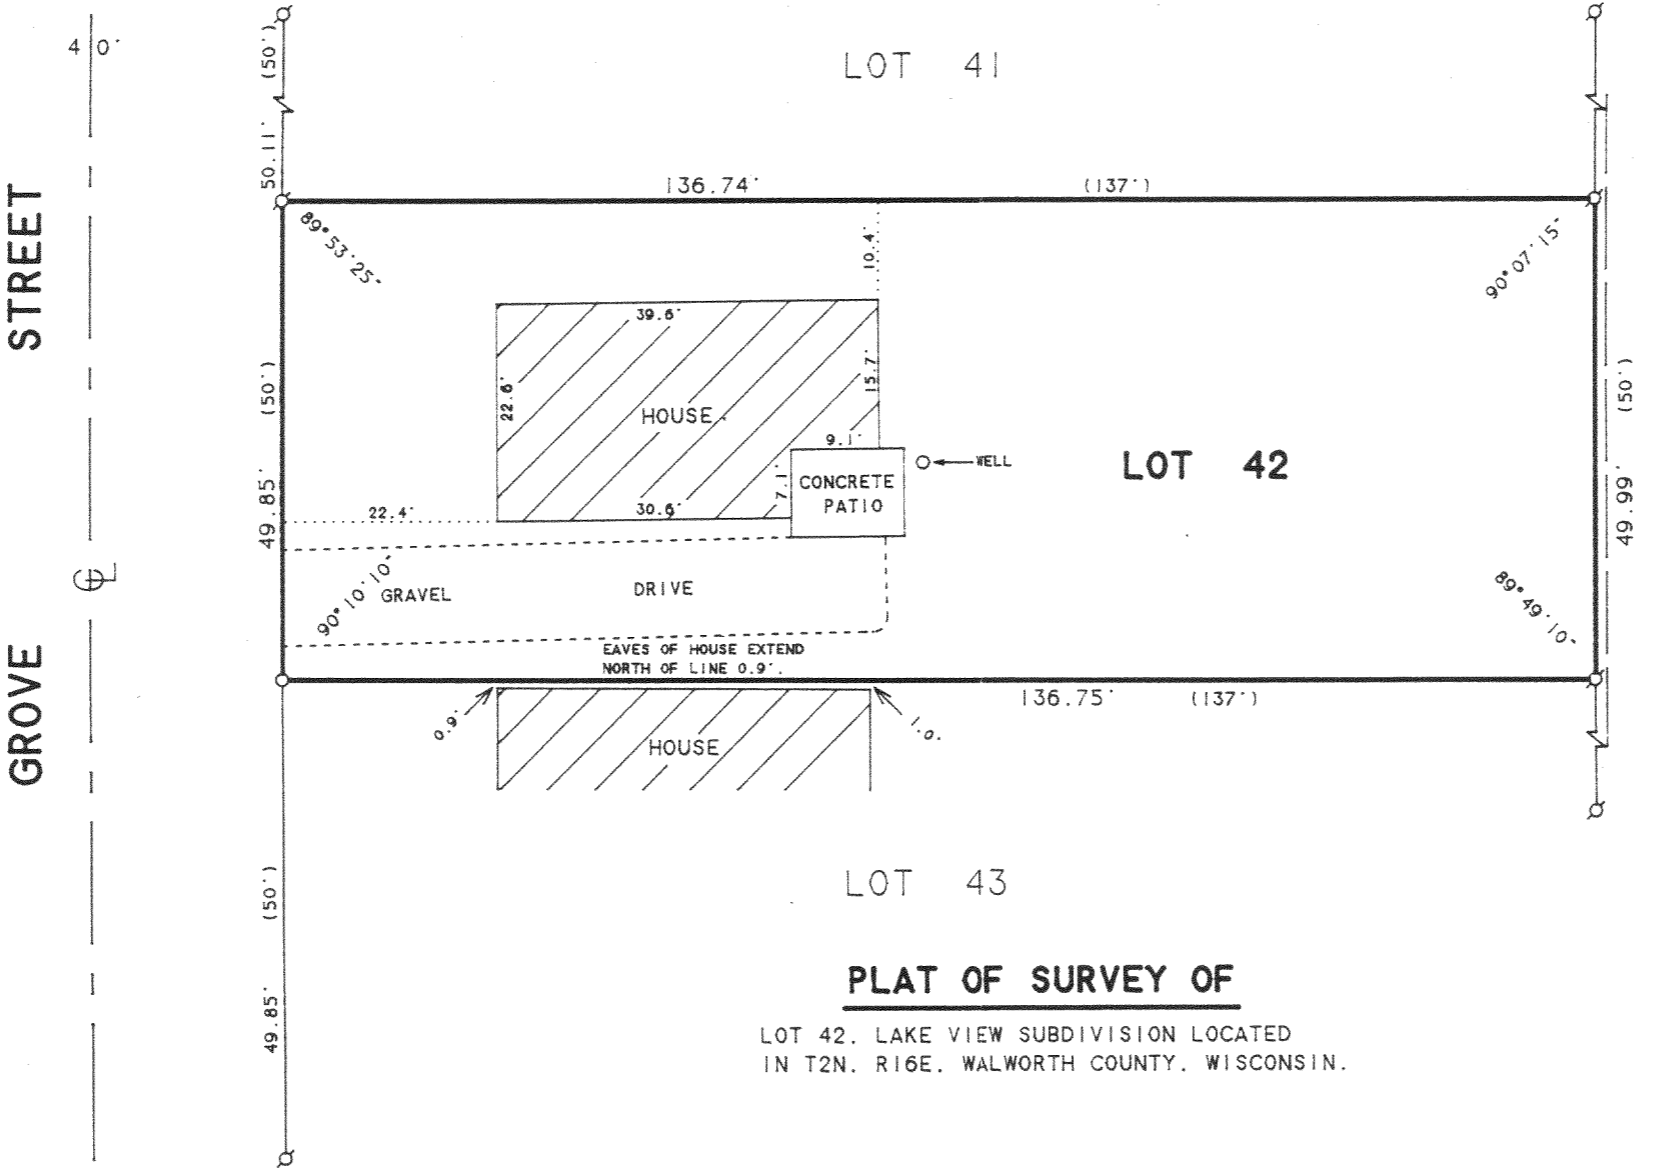 40'
(50')
LOT 41
50.11'
136.74' (137')
STREET
89°53'25"
10.4'
90°07'15"
39.6'
(50')
22.6'
15.7'
(50')
HOUSE
9.1'
WELL
LOT 42
7.1'
CONCRETE
PATIO
49.85'
22.4'
30.6'
49.99'
℄
90°10'10"
GRAVEL DRIVE
89°49'10"
EAVES OF HOUSE EXTEND
NORTH OF LINE 0.9'.
GROVE
136.75' (137')
0.9'
1.0'
HOUSE
(50')
LOT 43
49.85'
PLAT OF SURVEY OF
LOT 42, LAKE VIEW SUBDIVISION LOCATED
IN T2N, R16E, WALWORTH COUNTY, WISCONSIN.